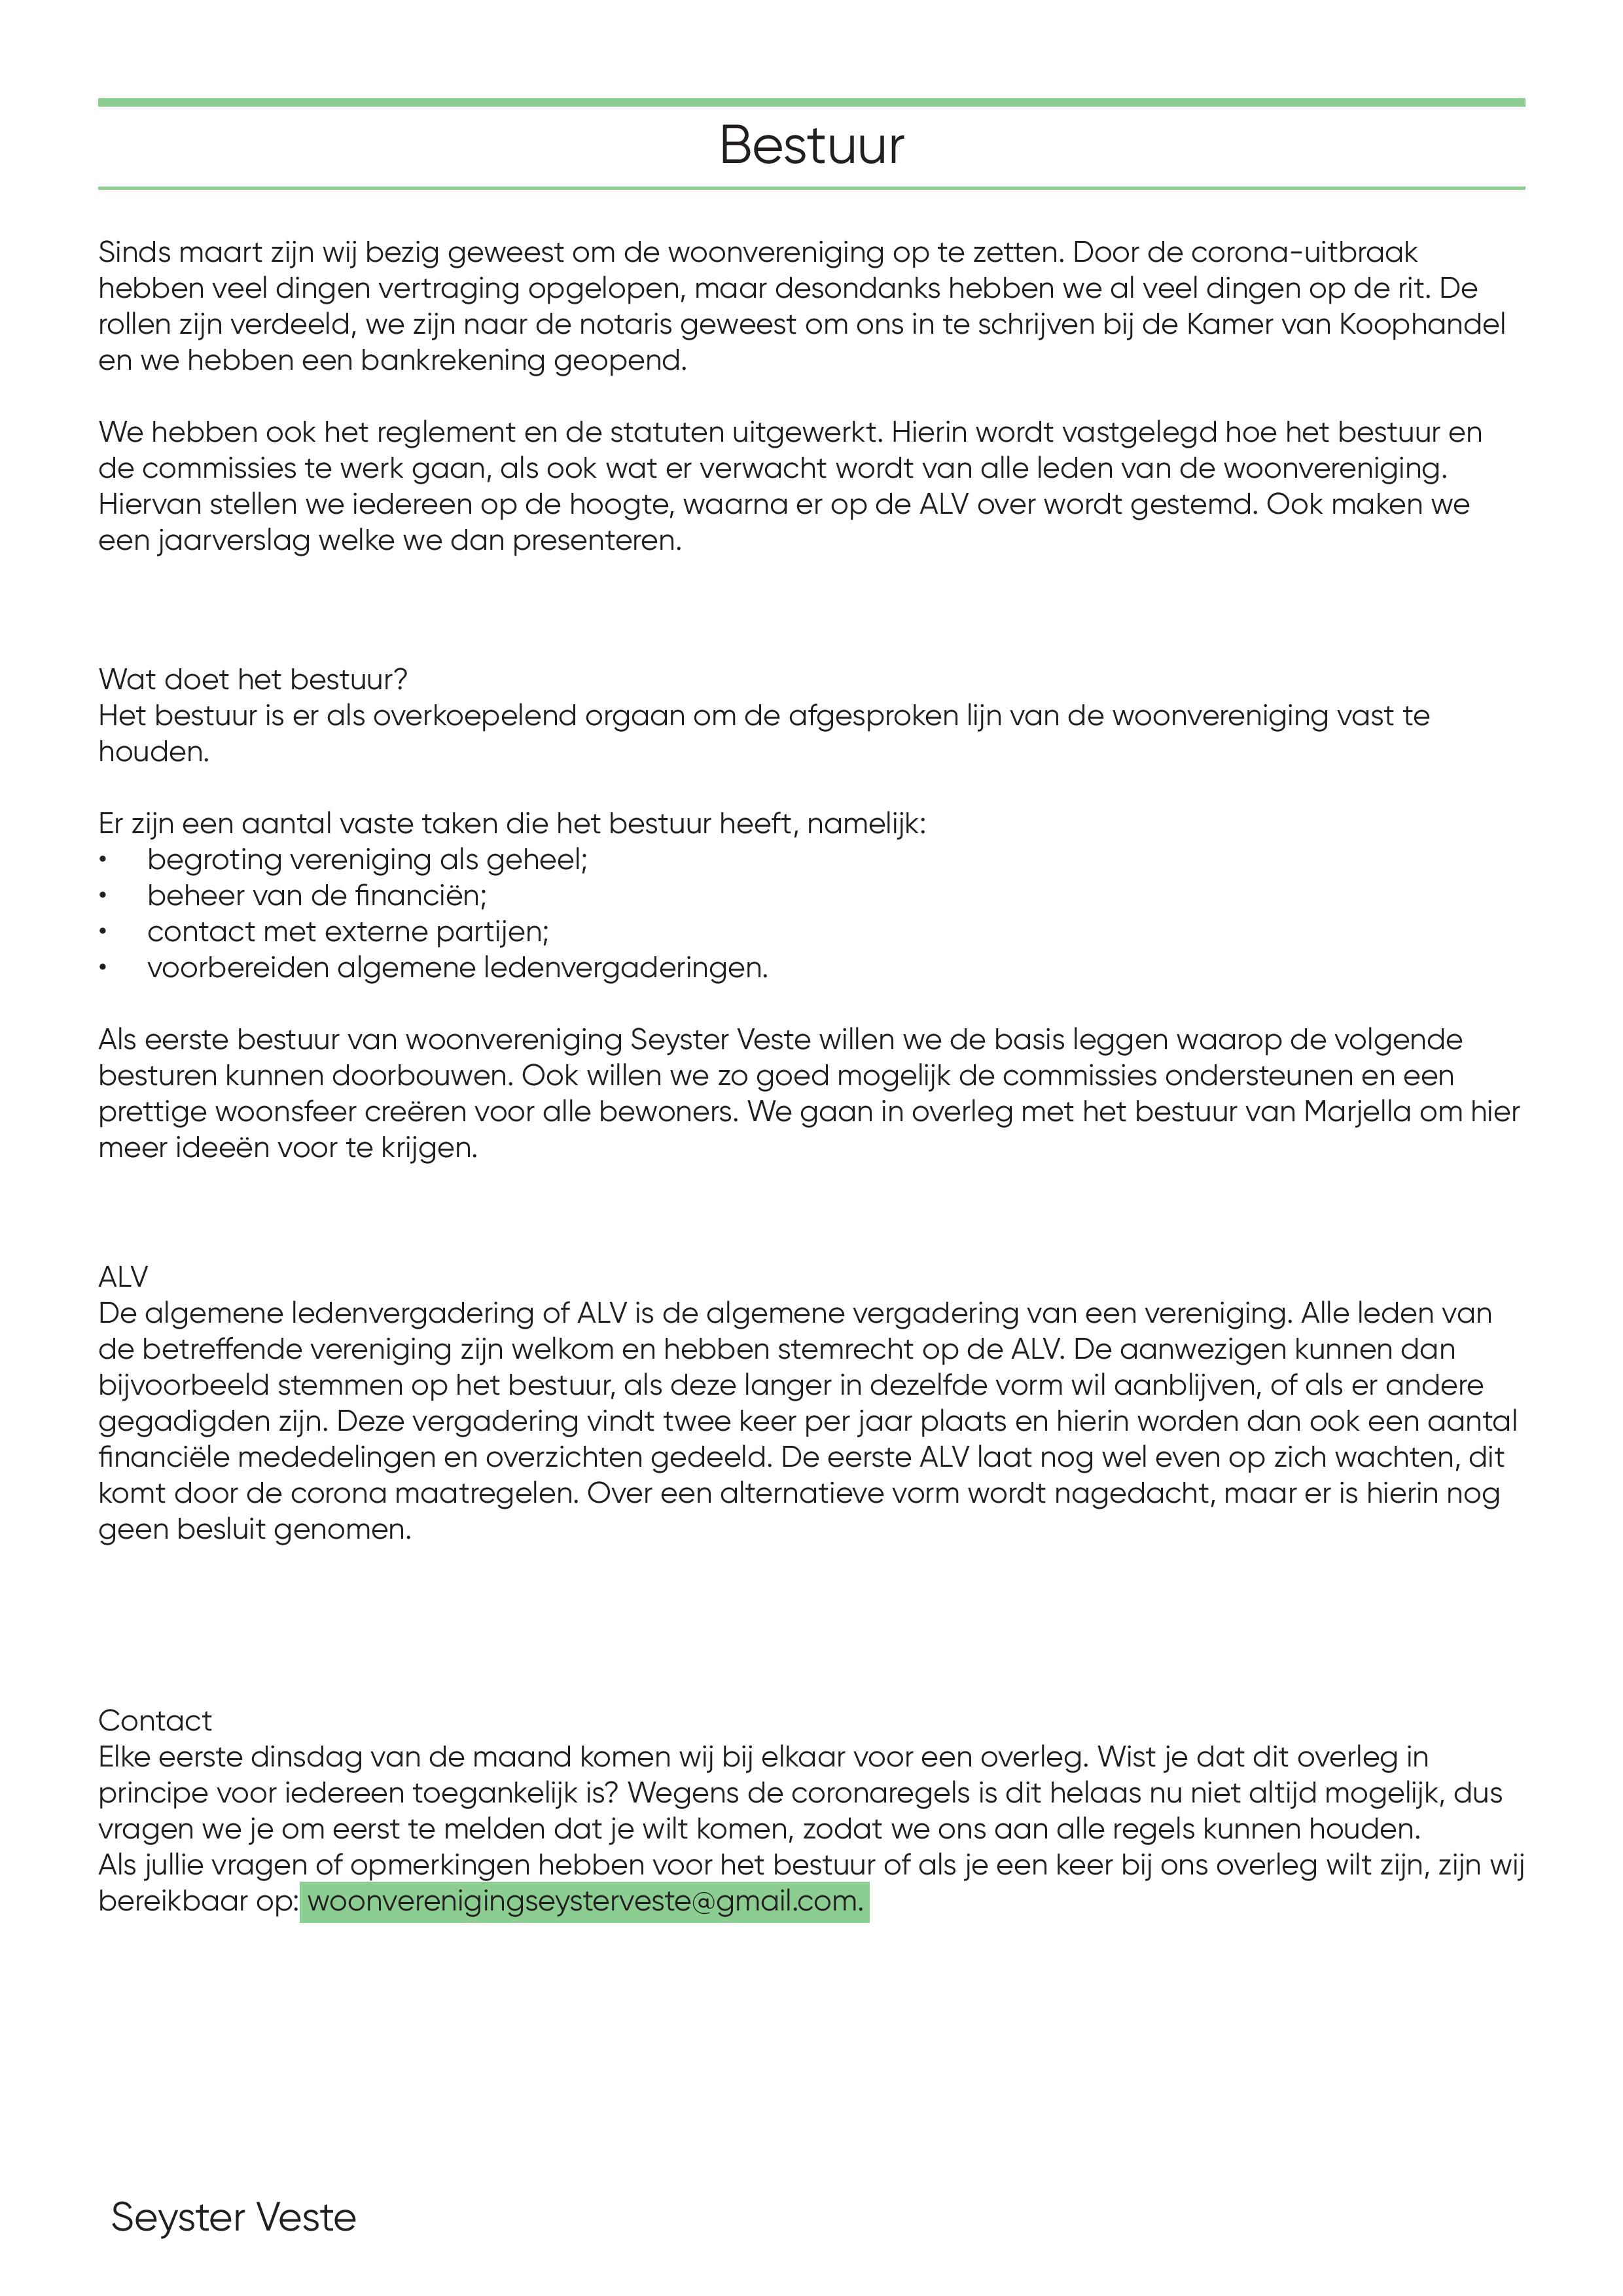 Bestuur
Sinds maart zijn wij bezig geweest om de woonvereniging op te zetten. Door de corona-uitbraak
hebben veel dingen vertraging opgelopen, maar desondanks hebben we al veel dingen op de rit. De
rollen zijn verdeeld, we zijn naar de notaris geweest om ons in te schrijven bij de Kamer van Koophandel
en we hebben een bankrekening geopend.
We hebben ook het reglement en de statuten uitgewerkt. Hierin wordt vastgelegd hoe het bestuur en
de commissies te werk gaan, als ook wat er verwacht wordt van alle leden van de woonvereniging.
Hiervan stellen we iedereen op de hoogte, waarna er op de ALV over wordt gestemd. Ook maken we
een jaarverslag welke we dan presenteren.
Wat doet het bestuur?
Het bestuur is er als overkoepelend orgaan om de afgesproken lijn van de woonvereniging vast te
houden.
Er zijn een aantal vaste taken die het bestuur heeft, namelijk:
• begroting vereniging als geheel;
• beheer van de financiën;
• contact met externe partijen;
• voorbereiden algemene ledenvergaderingen.
Als eerste bestuur van woonvereniging Seyster Veste willen we de basis leggen waarop de volgende
besturen kunnen doorbouwen. Ook willen we zo goed mogelijk de commissies ondersteunen en een
prettige woonsfeer creëren voor alle bewoners. We gaan in overleg met het bestuur van Marjella om hier
meer ideeën voor te krijgen.
ALV
De algemene ledenvergadering of ALV is de algemene vergadering van een vereniging. Alle leden van
de betreffende vereniging zijn welkom en hebben stemrecht op de ALV. De aanwezigen kunnen dan
bijvoorbeeld stemmen op het bestuur, als deze langer in dezelfde vorm wil aanblijven, of als er andere
gegadigden zijn. Deze vergadering vindt twee keer per jaar plaats en hierin worden dan ook een aantal
financiële mededelingen en overzichten gedeeld. De eerste ALV laat nog wel even op zich wachten, dit
komt door de corona maatregelen. Over een alternatieve vorm wordt nagedacht, maar er is hierin nog
geen besluit genomen.
Contact
Elke eerste dinsdag van de maand komen wij bij elkaar voor een overleg. Wist je dat dit overleg in
principe voor iedereen toegankelijk is? Wegens de coronaregels is dit helaas nu niet altijd mogelijk, dus
vragen we je om eerst te melden dat je wilt komen, zodat we ons aan alle regels kunnen houden.
Als jullie vragen of opmerkingen hebben voor het bestuur of als je een keer bij ons overleg wilt zijn, zijn wij
bereikbaar op: woonverenigingseysterveste@gmail.com.
Seyster Veste